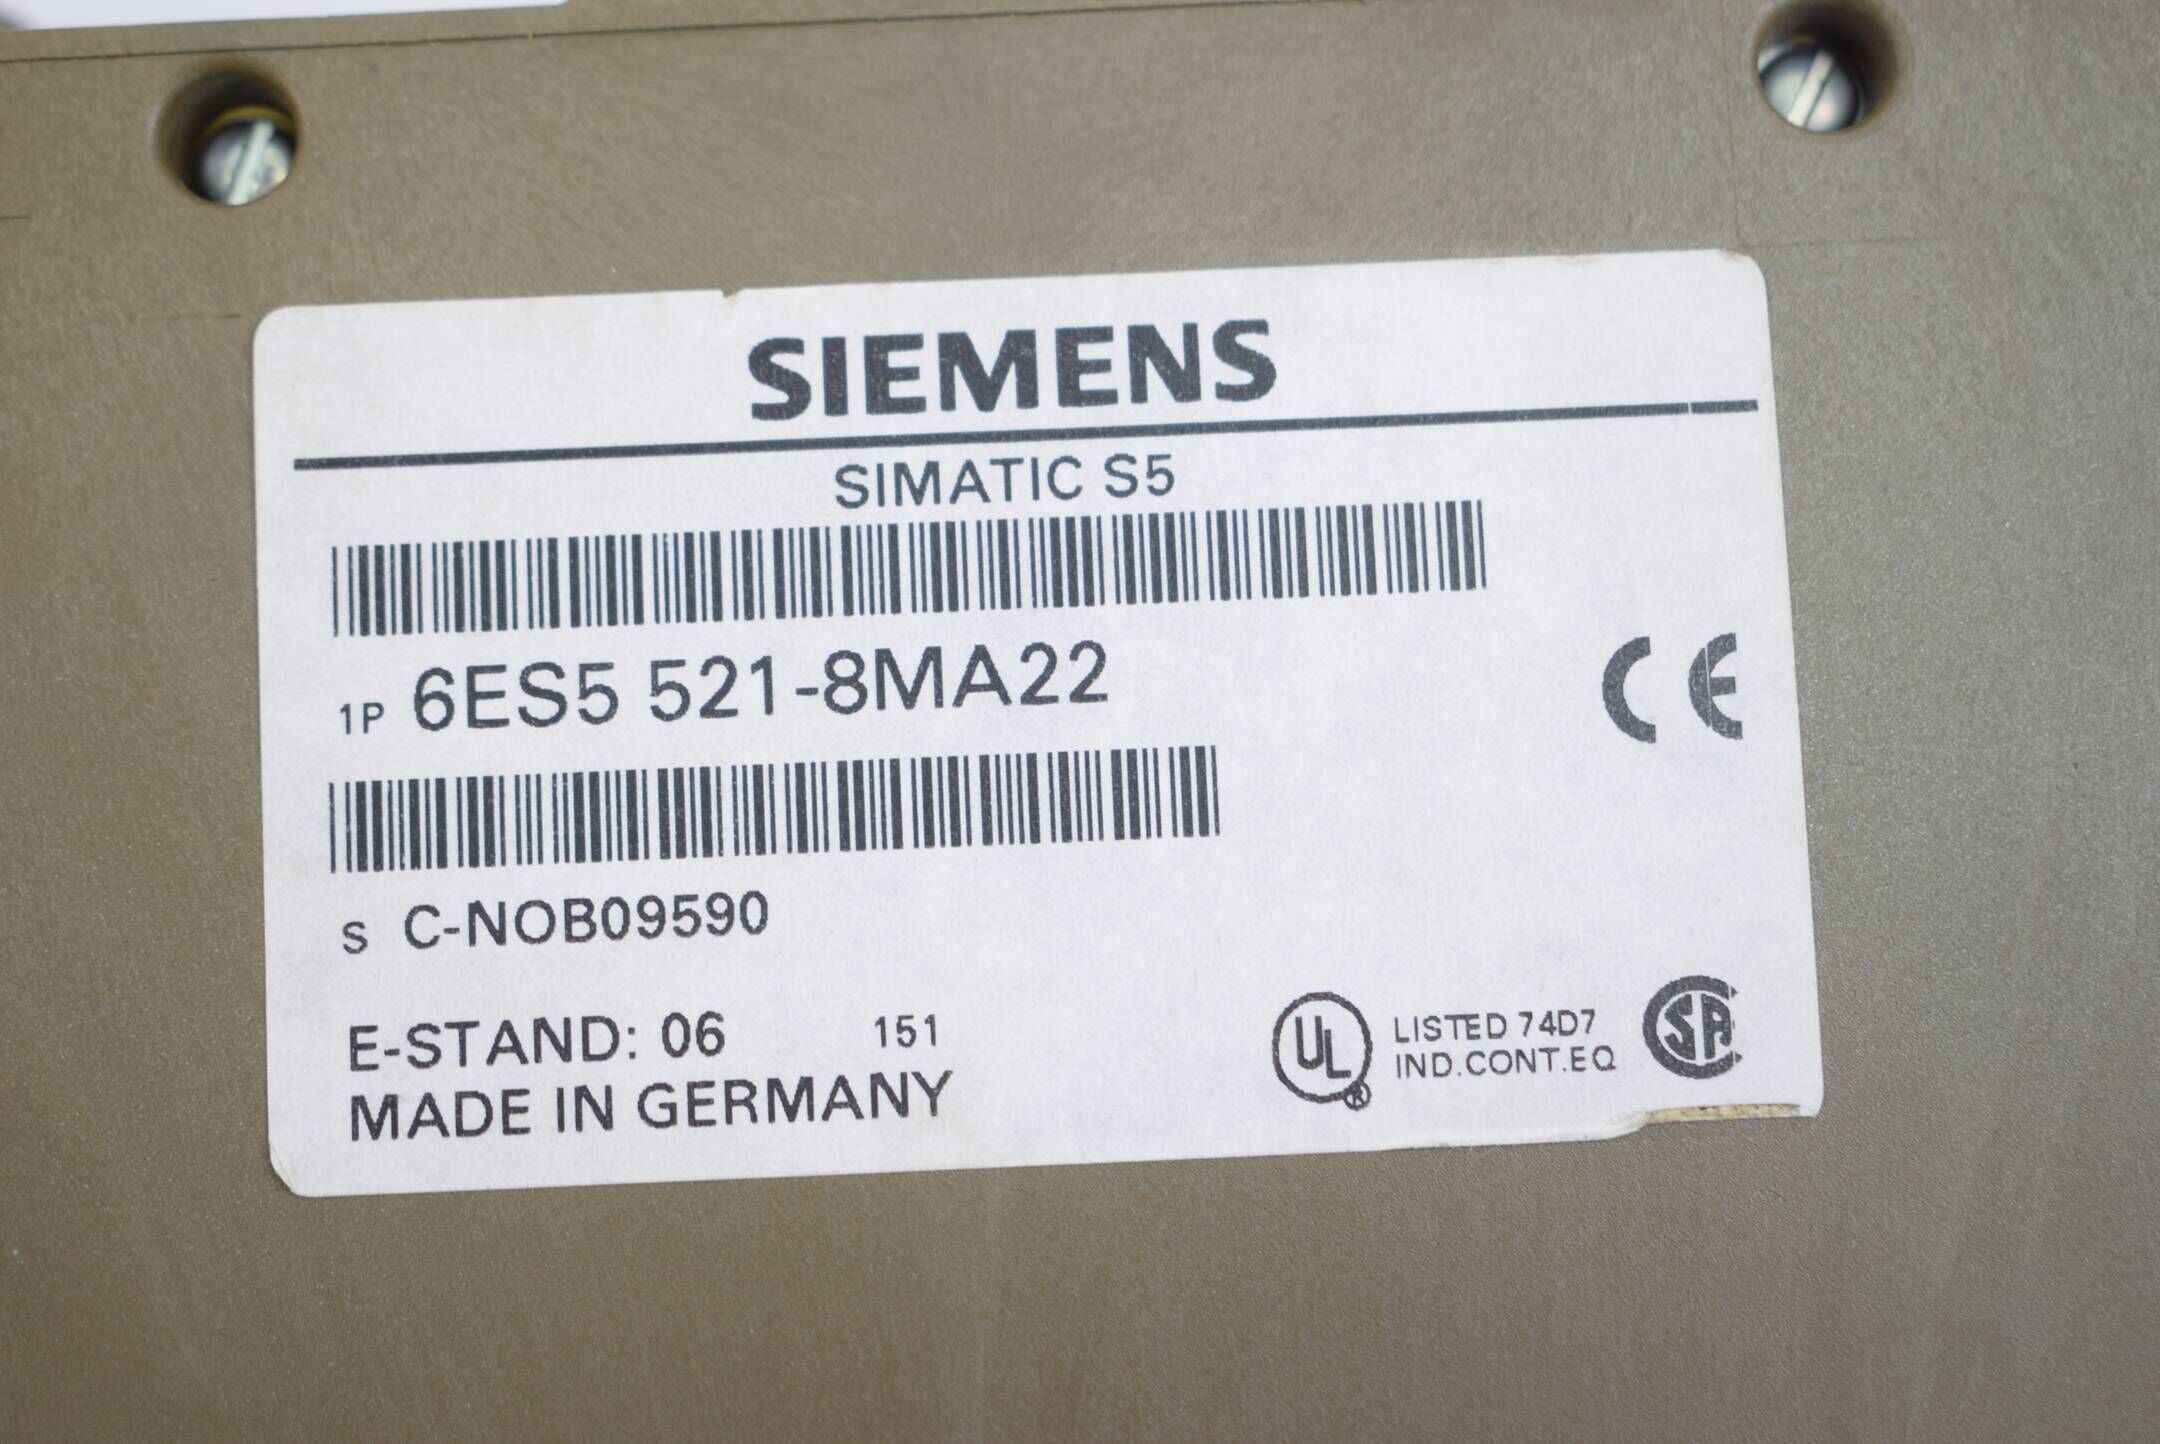 SIEMENS
SIMATIC S5
1P 6ES5 521-8MA22
CE
S C-NOB09590
E-STAND: 06 151
MADE IN GERMANY
UL® LISTED 74D7
IND.CONT.EQ
CSA